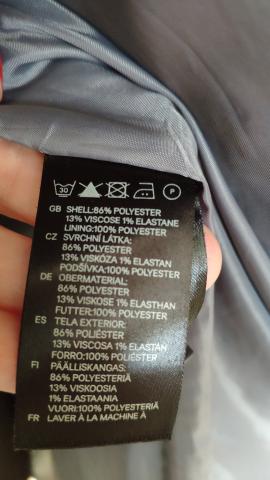 30 P
GB SHELL:86% POLYESTER
13% VISCOSE 1% ELASTANE
LINING:100% POLYESTER
CZ SVRCHNÍ LÁTKA:
86% POLYESTER
13% VISKÓZA 1% ELASTAN
PODŠÍVKA:100% POLYESTER
DE OBERMATERIAL:
86% POLYESTER
13% VISKOSE 1% ELASTHAN
FUTTER:100% POLYESTER
ES TELA EXTERIOR:
86% POLIÉSTER
13% VISCOSA 1% ELASTÁN
FORRO:100% POLIÉSTER
FI PÄÄLLISKANGAS:
86% POLYESTERIÄ
13% VISKOOSIA
1% ELASTAANIA
VUORI:100% POLYESTERIÄ
FR LAVER À LA MACHINE À